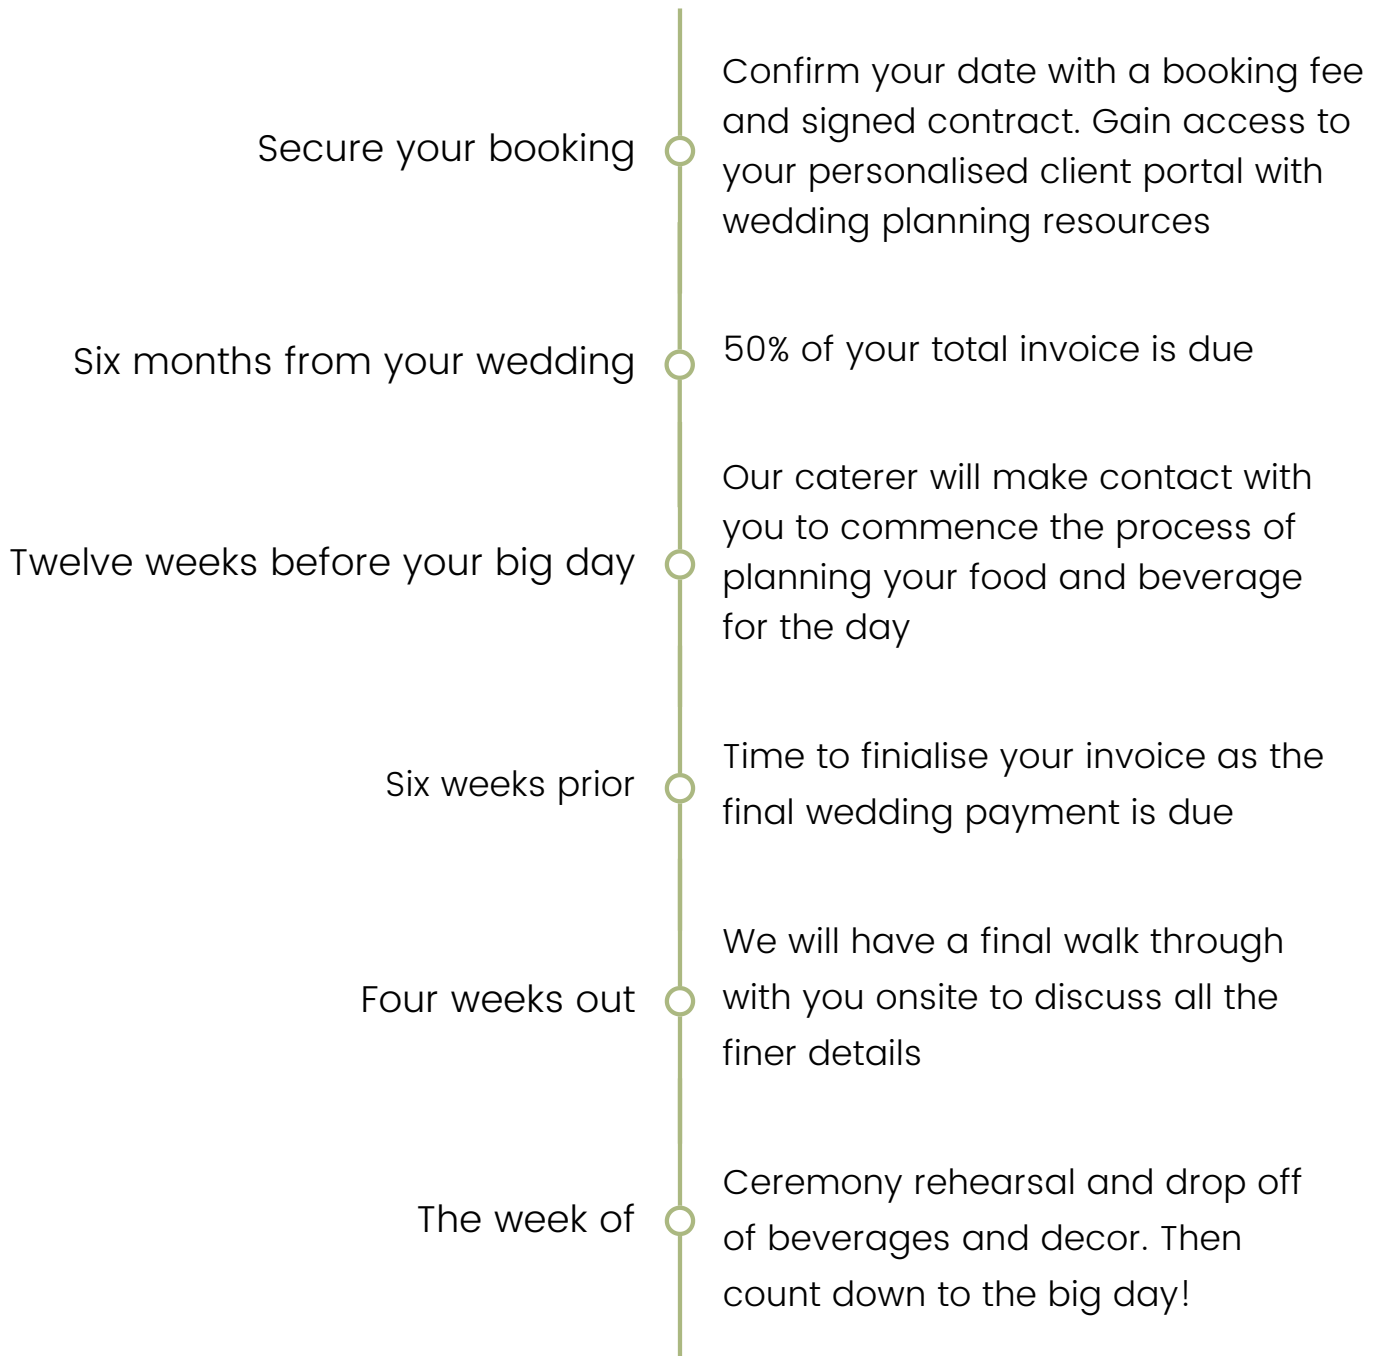 Secure your booking
Confirm your date with a booking fee
and signed contract. Gain access to
your personalised client portal with
wedding planning resources
Six months from your wedding
50% of your total invoice is due
Twelve weeks before your big day
Our caterer will make contact with
you to commence the process of
planning your food and beverage
for the day
Six weeks prior
Time to finialise your invoice as the
final wedding payment is due
Four weeks out
We will have a final walk through
with you onsite to discuss all the
finer details
The week of
Ceremony rehearsal and drop off
of beverages and decor. Then
count down to the big day!